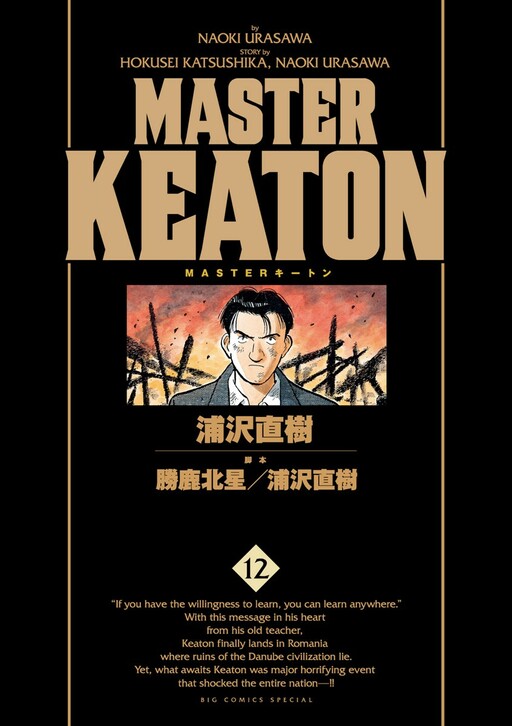 by
NAOKI URASAWA
STORY by
HOKUSEI KATSUSHIKA, NAOKI URASAWA
MASTER
KEATON
MASTERキートン
浦沢直樹
脚本
勝鹿北星／浦沢直樹
12
"If you have the willingness to learn, you can learn anywhere."
With this message in his heart
from his old teacher,
Keaton finally lands in Romania
where ruins of the Danube civilization lie.
Yet, what awaits Keaton was major horrifying event
that shocked the entire nation—!!
BIG COMICS SPECIAL